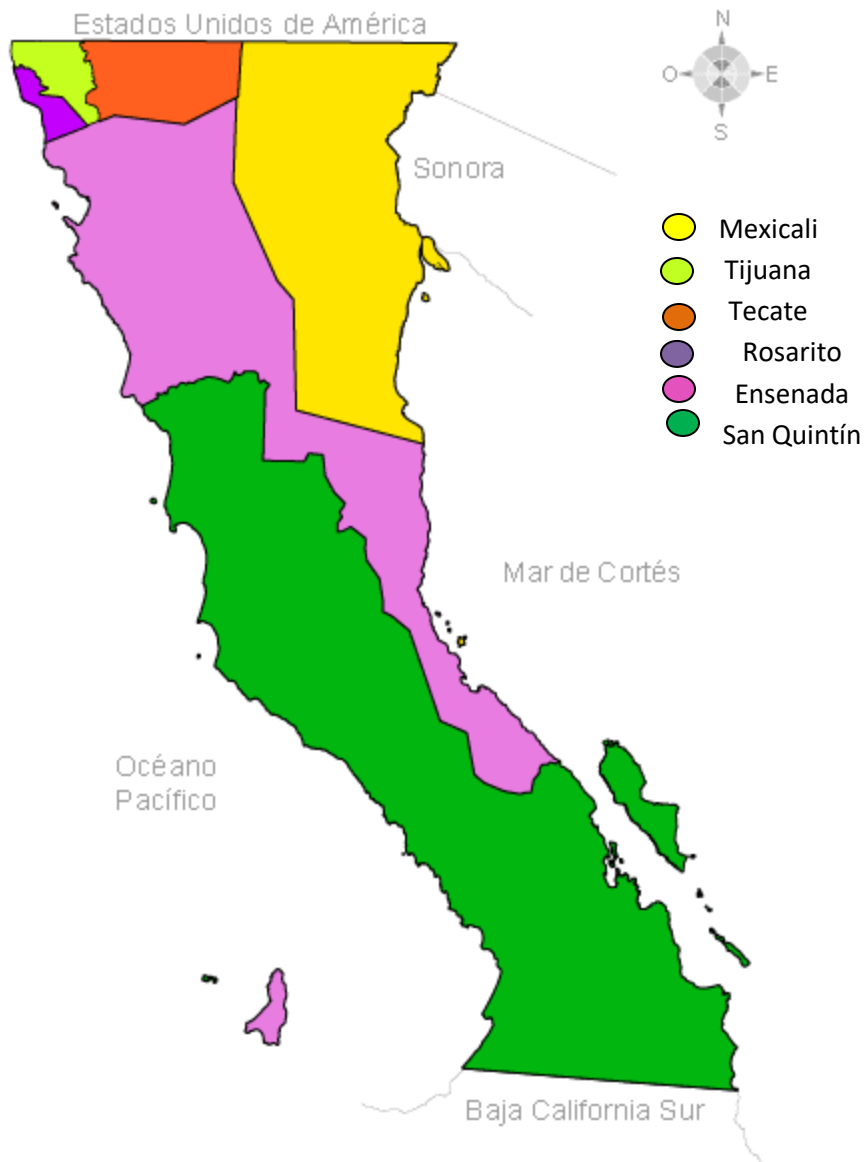 Estados Unidos de América
N
O
E
S
Sonora
Mexicali
Tijuana
Tecate
Rosarito
Ensenada
San Quintín
Mar de Cortés
Océano
Pacífico
Baja California Sur